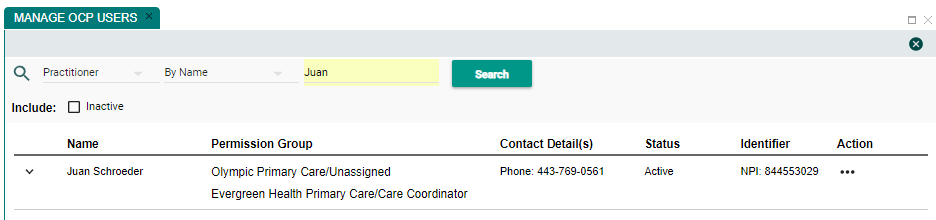 MANAGE OCP USERS
Practitioner By Name Juan Search
Include: Inactive
Name Permission Group Contact Detail(s) Status Identifier Action
Juan Schroeder Olympic Primary Care/Unassigned Phone: 443-769-0561 Active NPI: 844553029
Evergreen Health Primary Care/Care Coordinator